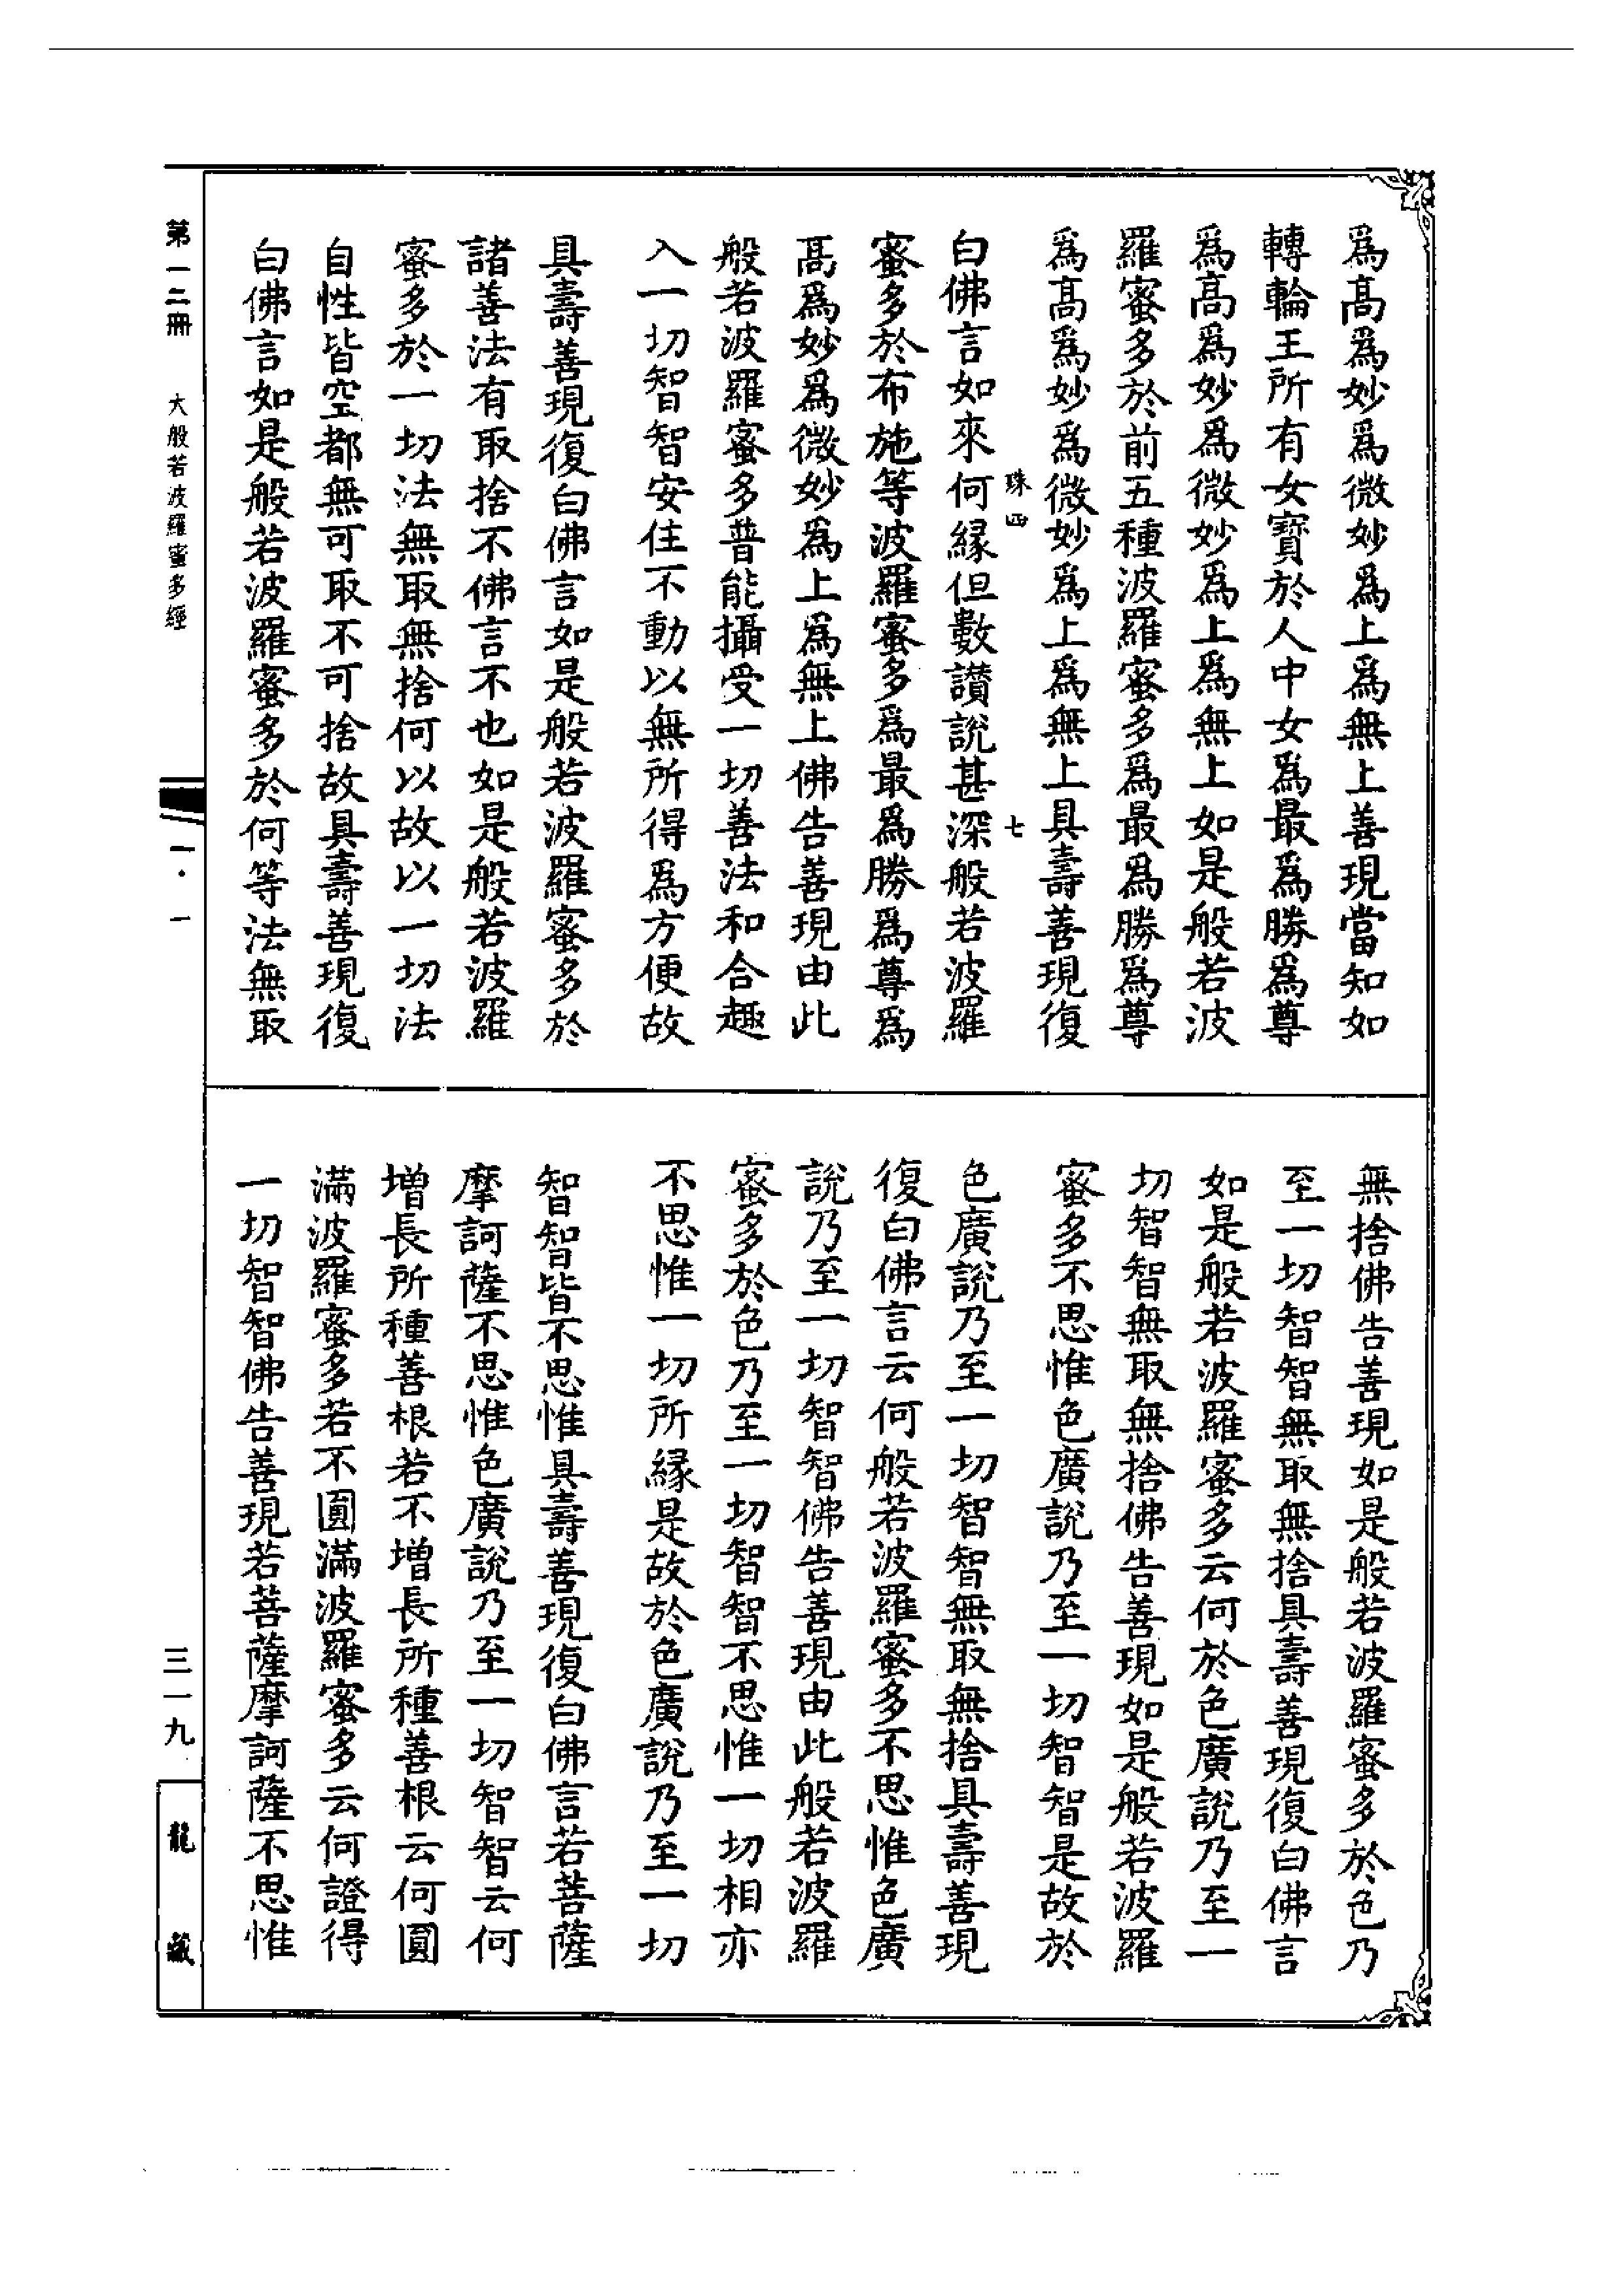 爲髙爲妙爲微妙爲上爲無上善現當知如
轉輪王所有女寶於人中女爲最爲勝爲尊
爲髙爲妙爲微妙爲上爲無上如是般若波
羅蜜多於前五種波羅蜜多爲最爲勝爲尊
爲髙爲妙爲微妙爲上爲無上具壽善現復
珠四 七
白佛言如來何縁但數讃說甚深般若波羅
蜜多於布施等波羅蜜多爲最爲勝爲尊爲
髙爲妙爲微妙爲上爲無上佛告善現由此
般若波羅蜜多普能攝受一切善法和合趣
入一切智智安住不動以無所得爲方便故
具壽善現復白佛言如是般若波羅蜜多於
諸善法有取捨不佛言不也如是般若波羅
蜜多於一切法無取無捨何以故以一切法
自性皆空都無可取不可捨故具壽善現復
白佛言如是般若波羅蜜多於何等法無取
無捨佛告善現如是般若波羅蜜多於色乃
至一切智智無取無捨具壽善現復白佛言
如是般若波羅蜜多云何於色廣說乃至一
切智智無取無捨佛告善現如是般若波羅
蜜多不思惟色廣說乃至一切智智是故於
色廣說乃至一切智智無取無捨具壽善現
復白佛言云何般若波羅蜜多不思惟色廣
說乃至一切智智佛告善現由此般若波羅
蜜多於色乃至一切智智不思惟一切相亦
不思惟一切所縁是故於色廣說乃至一切
智智皆不思惟具壽善現復白佛言若菩薩
摩訶薩不思惟色廣說乃至一切智智云何
增長所種善根若不增長所種善根云何圓
滿波羅蜜多若不圓滿波羅蜜多云何證得
一切智智佛告善現若菩薩摩訶薩不思惟
第一二冊 大般若波羅蜜多經 一·一 三一九 龍藏